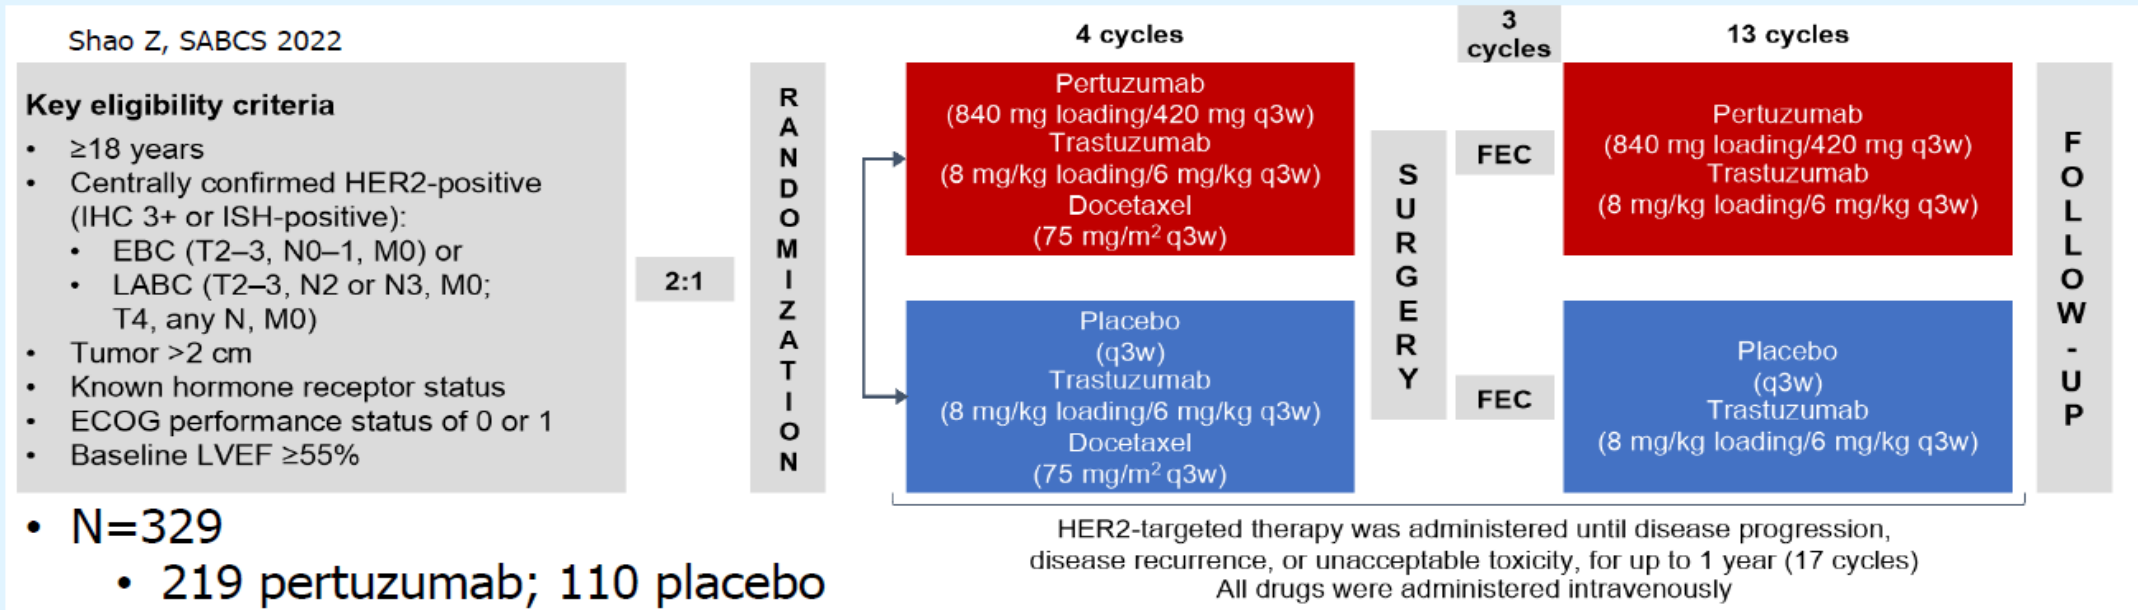 Shao Z, SABCS 2022
Key eligibility criteria
• ≥18 years
• Centrally confirmed HER2-positive
(IHC 3+ or ISH-positive):
• EBC (T2–3, N0–1, M0) or
• LABC (T2–3, N2 or N3, M0;
T4, any N, M0)
• Tumor >2 cm
• Known hormone receptor status
• ECOG performance status of 0 or 1
• Baseline LVEF ≥55%
• N=329
• 219 pertuzumab; 110 placebo
2:1
RANDOMIZATION
4 cycles
Pertuzumab
(840 mg loading/420 mg q3w)
Trastuzumab
(8 mg/kg loading/6 mg/kg q3w)
Docetaxel
(75 mg/m² q3w)
Placebo
(q3w)
Trastuzumab
(8 mg/kg loading/6 mg/kg q3w)
Docetaxel
(75 mg/m² q3w)
SURGERY
3
cycles
FEC
FEC
13 cycles
Pertuzumab
(840 mg loading/420 mg q3w)
Trastuzumab
(8 mg/kg loading/6 mg/kg q3w)
Placebo
(q3w)
Trastuzumab
(8 mg/kg loading/6 mg/kg q3w)
FOLLOW-UP
HER2-targeted therapy was administered until disease progression,
disease recurrence, or unacceptable toxicity, for up to 1 year (17 cycles)
All drugs were administered intravenously